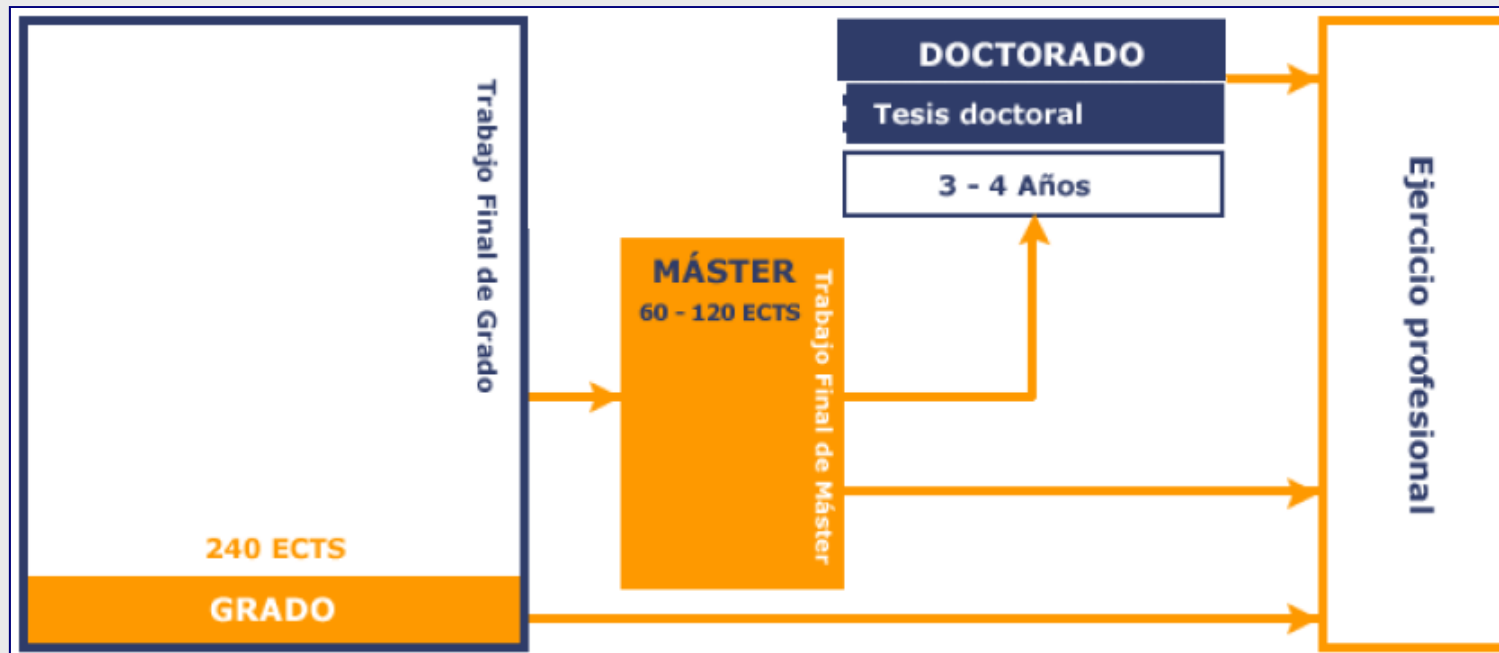 Trabajo Final de Grado
240 ECTS
GRADO
MÁSTER
60 - 120 ECTS
Trabajo Final de Máster
DOCTORADO
Tesis doctoral
3 - 4 Años
Ejercicio profesional